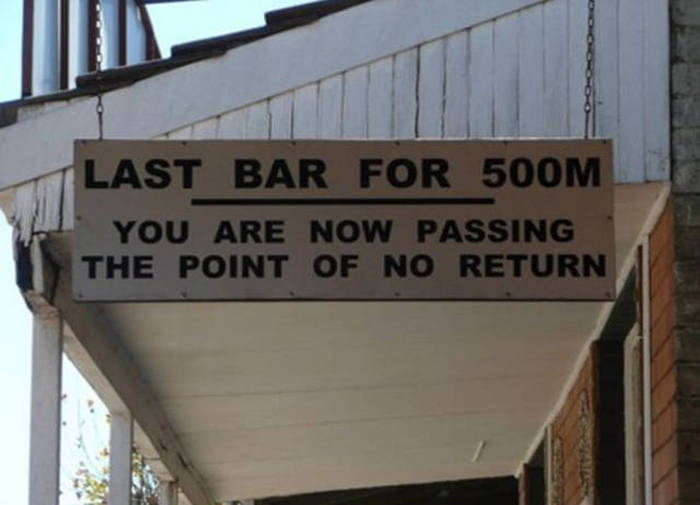 LAST BAR FOR 500M
YOU ARE NOW PASSING
THE POINT OF NO RETURN